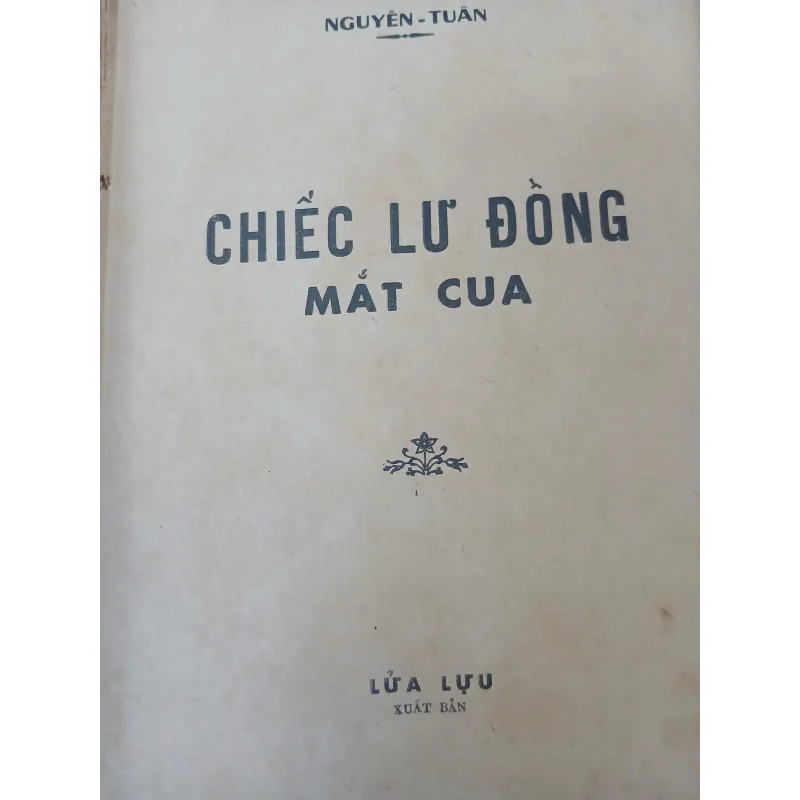 NGUYỄN - TUÂN
CHIẾC LƯ ĐỒNG
MẮT CUA
LỬA LỰU
XUẤT BẢN